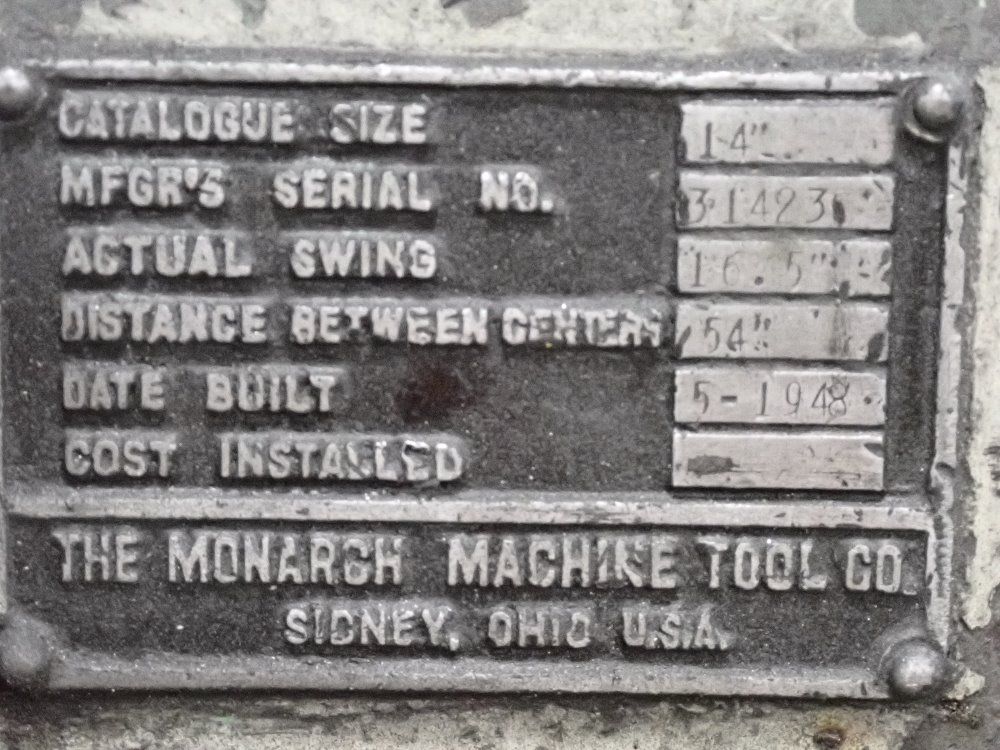 CATALOGUE SIZE 14"
MFGR'S SERIAL NO. 31423
ACTUAL SWING 16.5"
DISTANCE BETWEEN CENTERS 54"
DATE BUILT 5-1948
COST INSTALLED
THE MONARCH MACHINE TOOL CO.
SIDNEY, OHIO U.S.A.